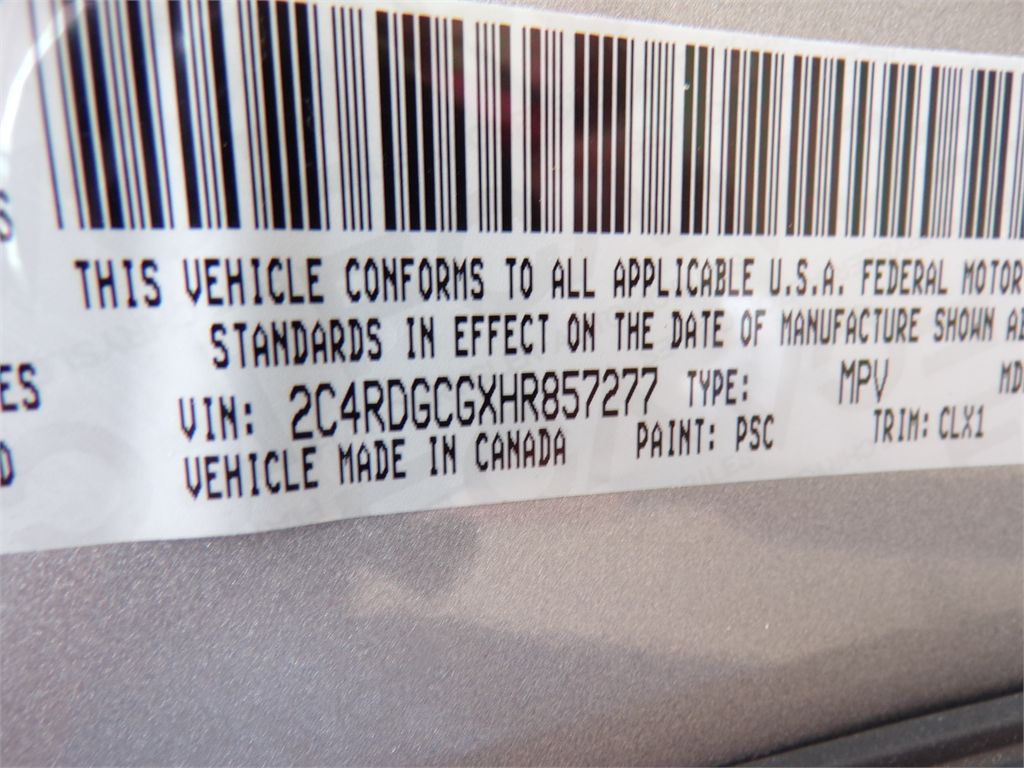 THIS VEHICLE CONFORMS TO ALL APPLICABLE U.S.A. FEDERAL MOTOR
STANDARDS IN EFFECT ON THE DATE OF MANUFACTURE SHOWN
VIN: 2C4RDGCGXHR857277 TYPE: MPV
VEHICLE MADE IN CANADA PAINT: PSC TRIM: CLX1